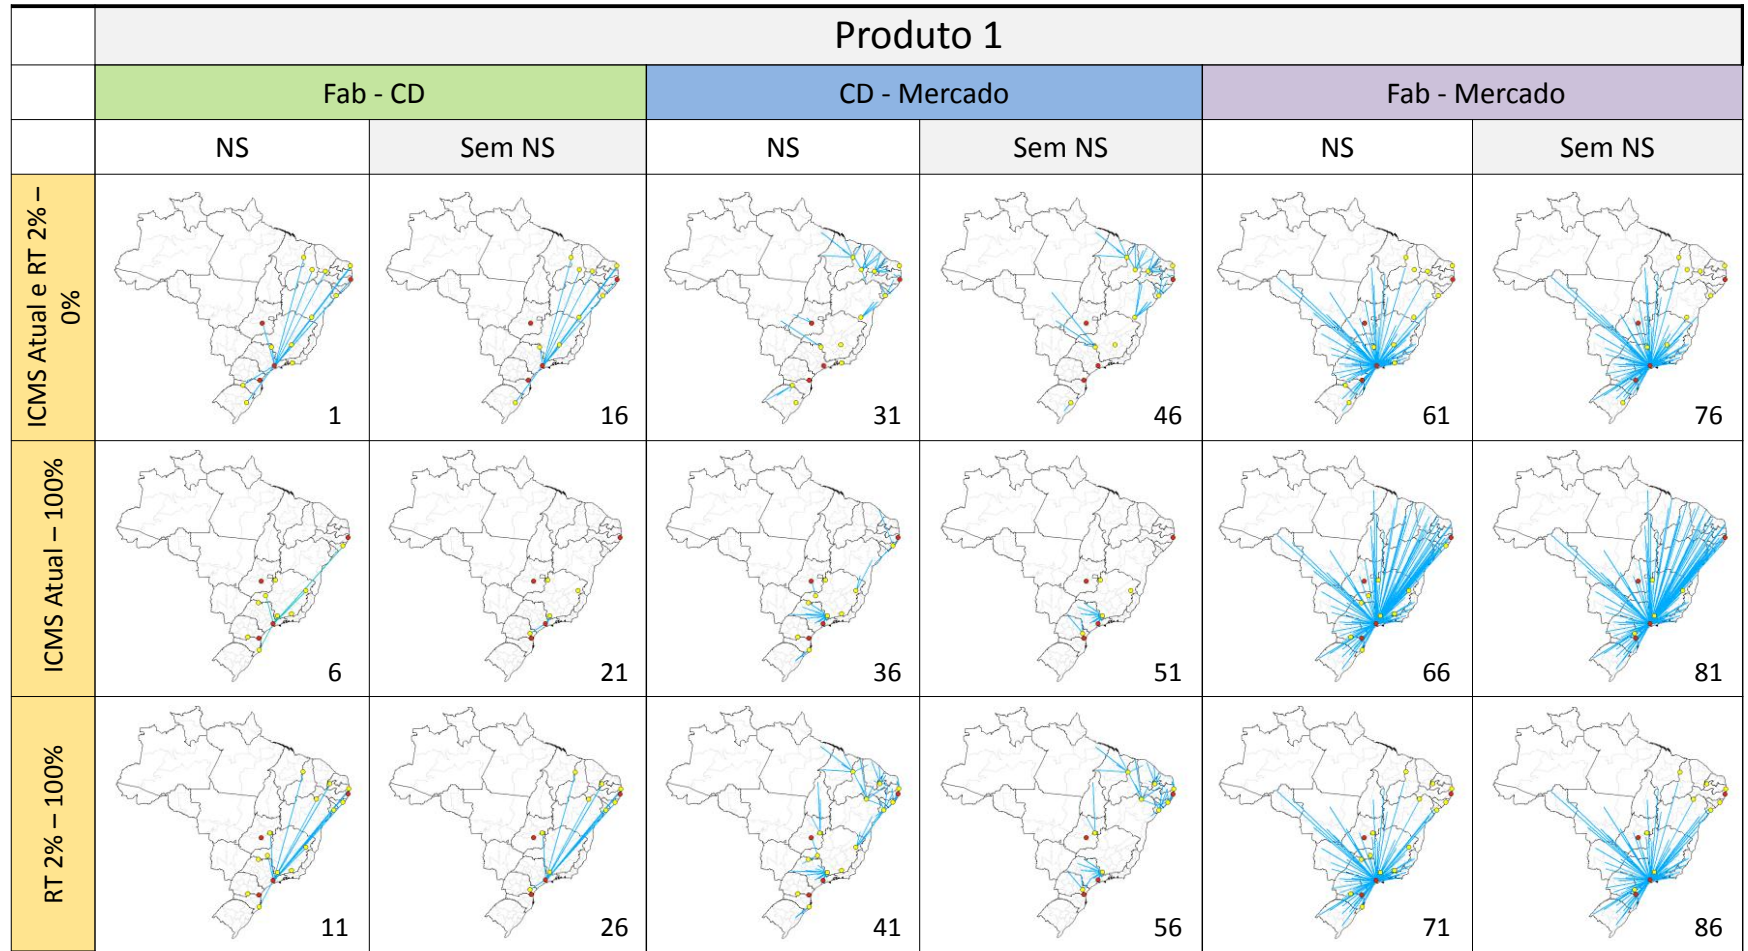 Produto 1
Fab - CD
CD - Mercado
Fab - Mercado
NS
Sem NS
NS
Sem NS
NS
Sem NS
ICMS Atual e RT 2% –
0%
1
16
31
46
61
76
ICMS Atual – 100%
6
21
36
51
66
81
RT 2% – 100%
11
26
41
56
71
86